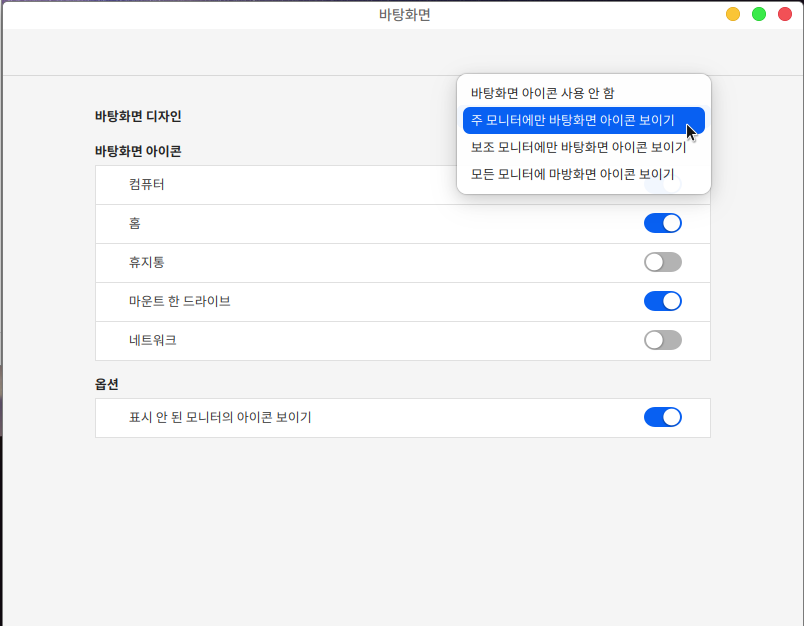 바탕화면
바탕화면 디자인
바탕화면 아이콘 사용 안 함
주 모니터에만 바탕화면 아이콘 보이기
보조 모니터에만 바탕화면 아이콘 보이기
모든 모니터에 마방화면 아이콘 보이기
바탕화면 아이콘
컴퓨터
홈
휴지통
마운트 한 드라이브
네트워크
옵션
표시 안 된 모니터의 아이콘 보이기